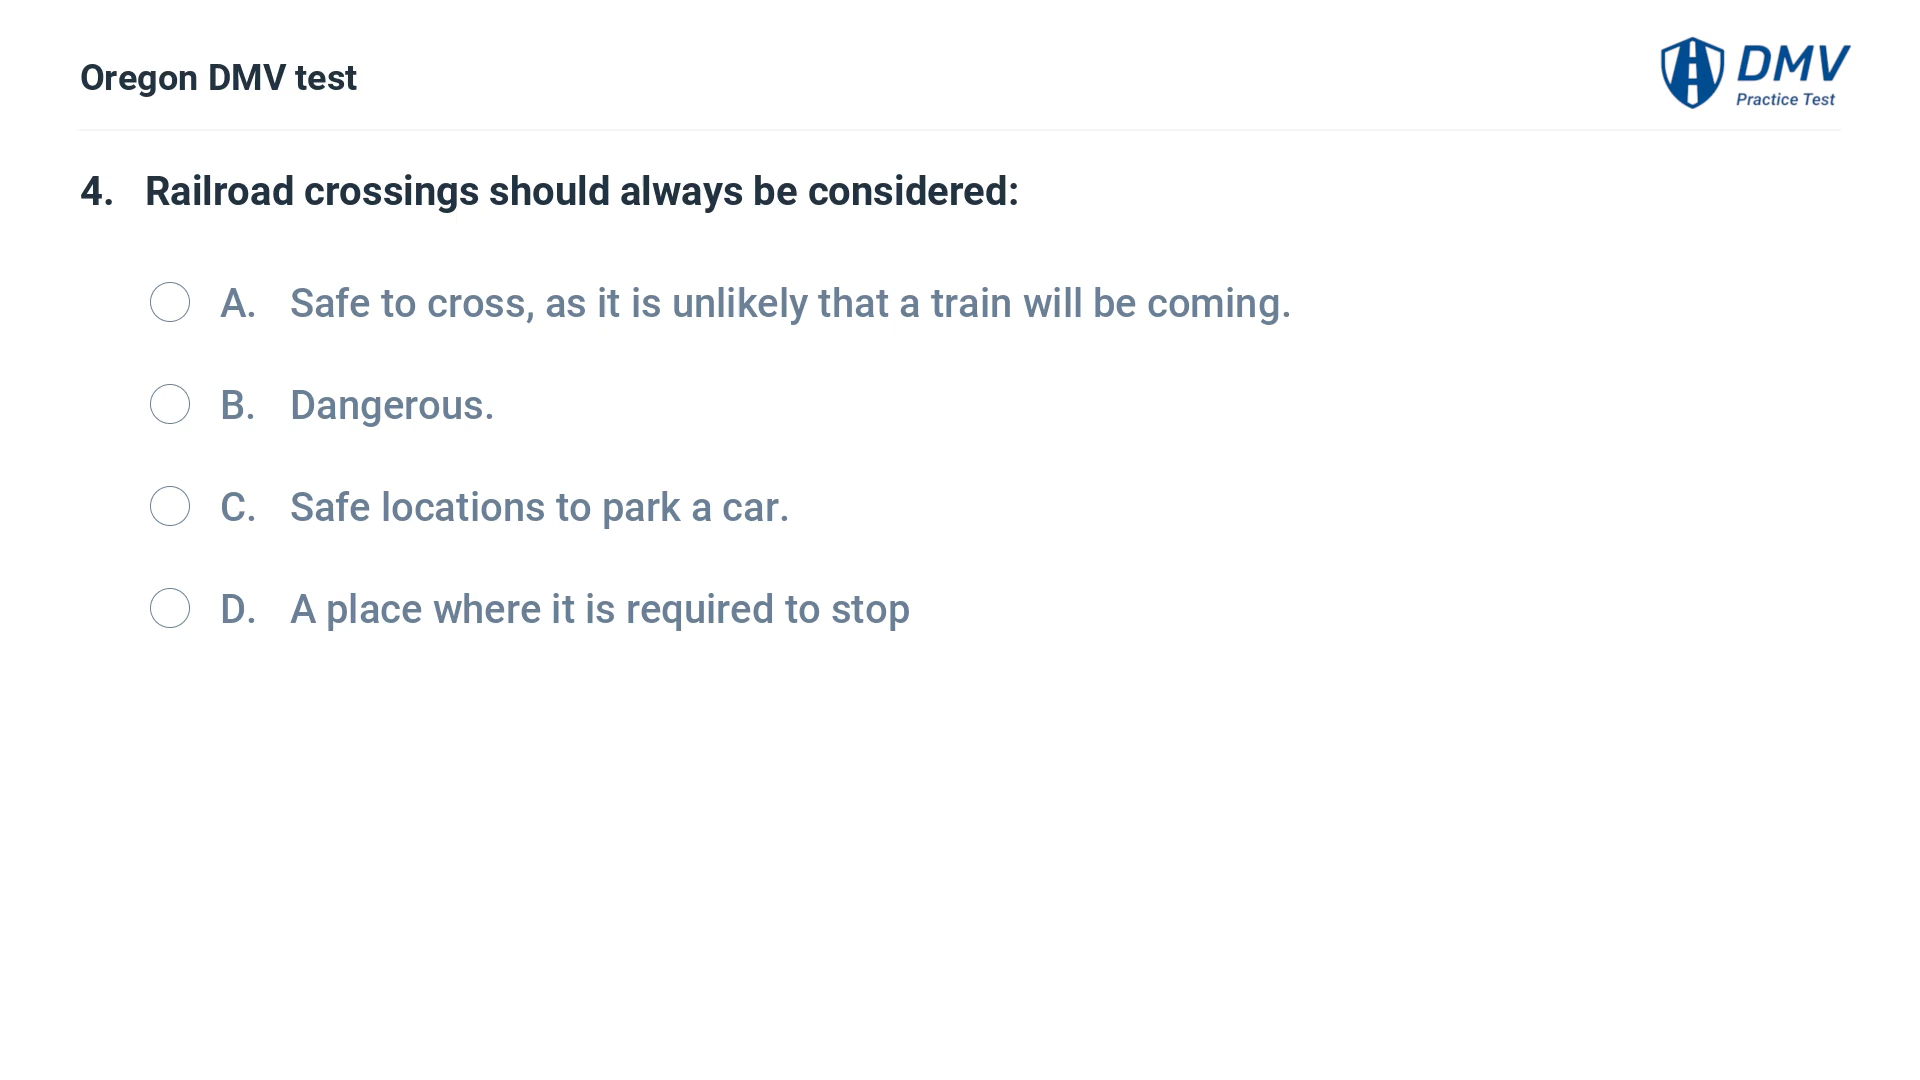 Oregon DMV test
DMV
Practice Test
4. Railroad crossings should always be considered:
A. Safe to cross, as it is unlikely that a train will be coming.
B. Dangerous.
C. Safe locations to park a car.
D. A place where it is required to stop